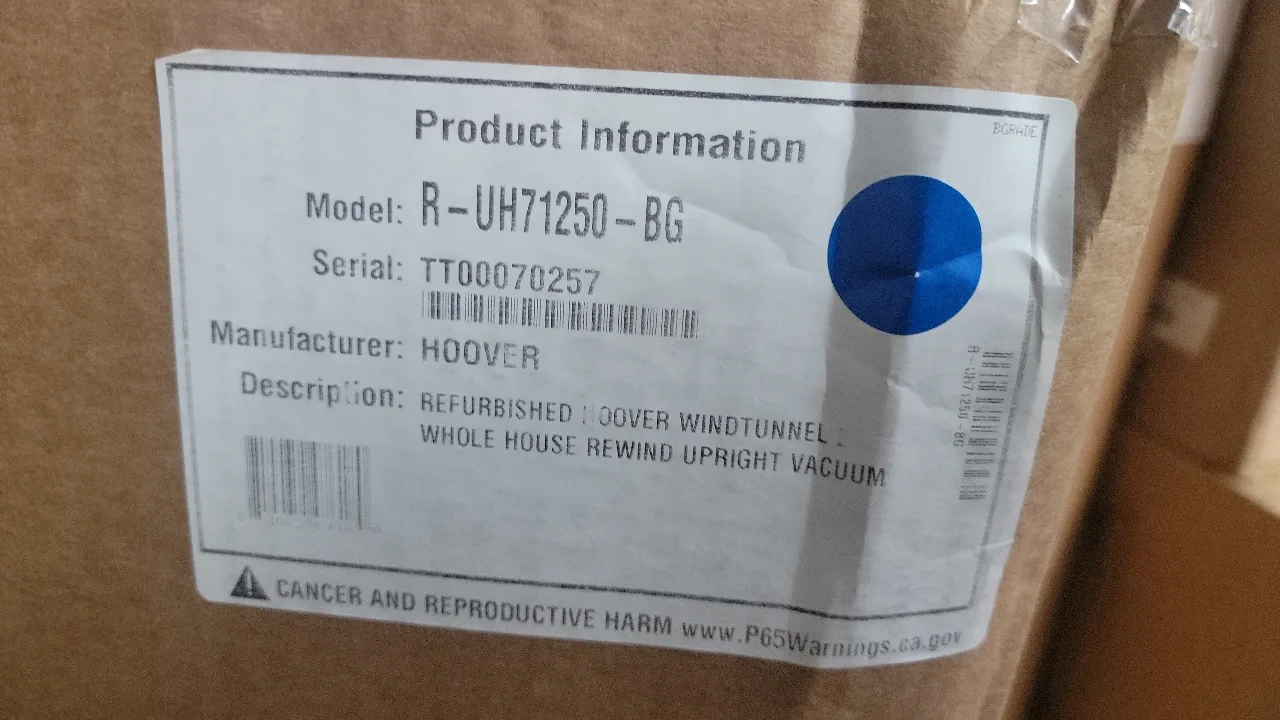 BGRADE
Product Information
Model: R-UH71250-BG
Serial: TT00070257
Manufacturer: HOOVER
Description: REFURBISHED HOOVER WINDTUNNEL
WHOLE HOUSE REWIND UPRIGHT VACUUM
R-UH71250-BG
CANCER AND REPRODUCTIVE HARM www.P65Warnings.ca.gov